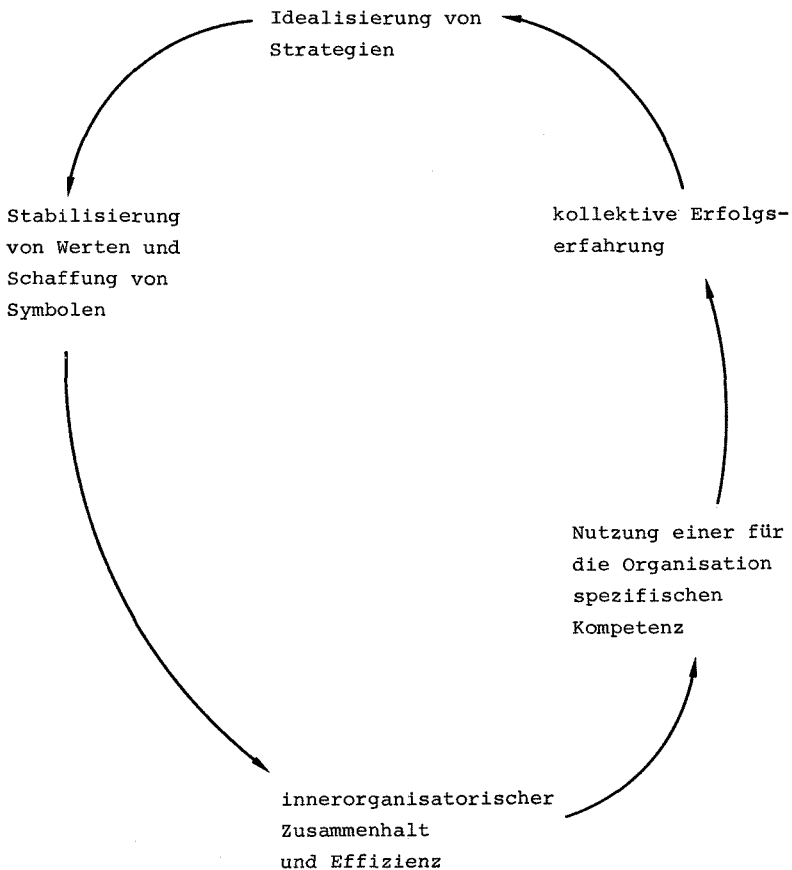 Idealisierung von
Strategien
Stabilisierung
von Werten und
Schaffung von
Symbolen
kollektive Erfolgs-
erfahrung
Nutzung einer für
die Organisation
spezifischen
Kompetenz
innerorganisatorischer
Zusammenhalt
und Effizienz